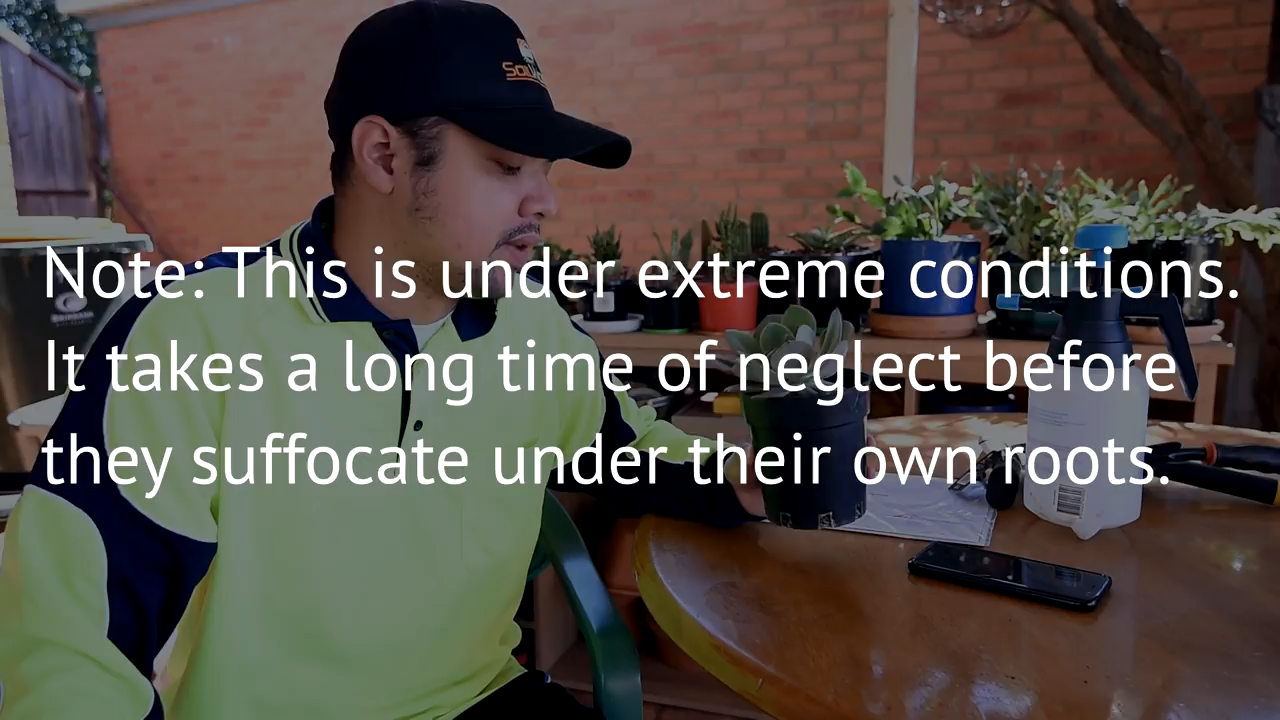 Note: This is under extreme conditions.
It takes a long time of neglect before
they suffocate under their own roots.